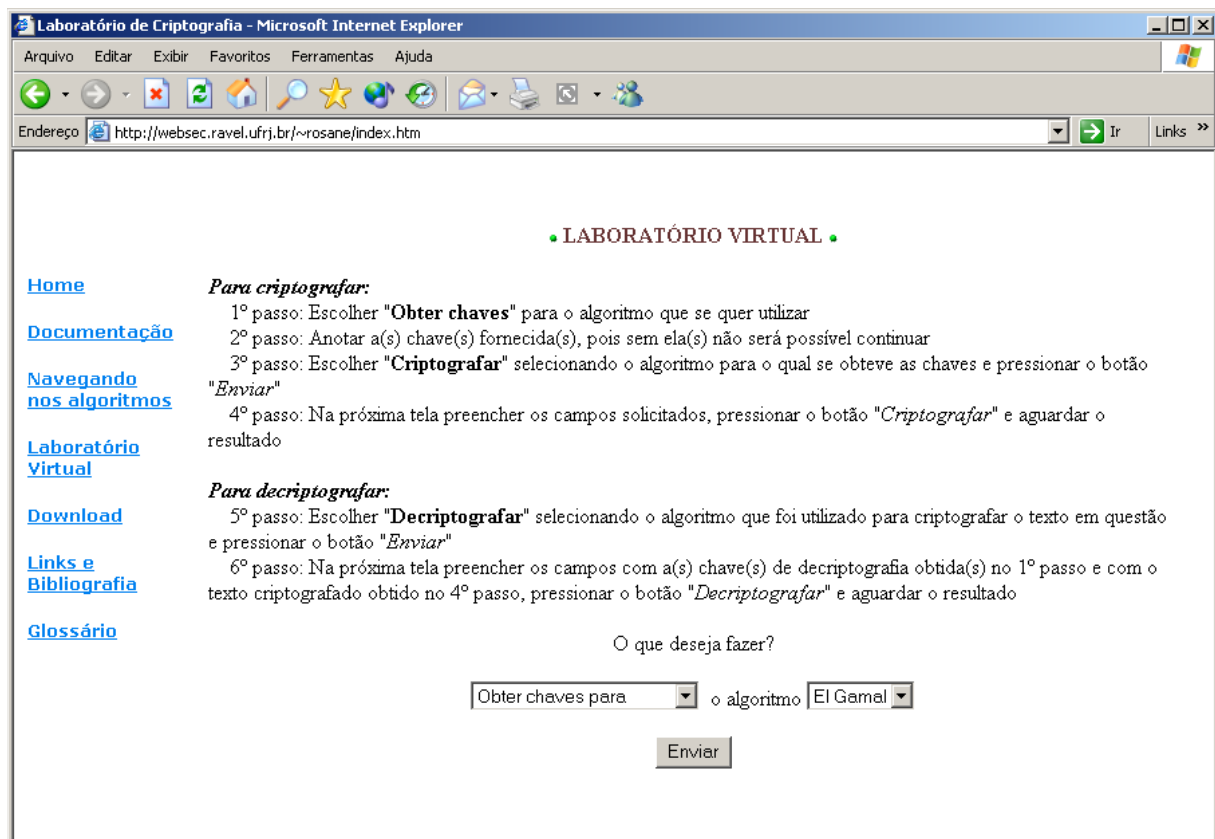 Laboratório de Criptografia - Microsoft Internet Explorer
Arquivo Editar Exibir Favoritos Ferramentas Ajuda
Endereço http://websec.ravel.ufrj.br/~rosane/index.htm Ir Links »
• LABORATÓRIO VIRTUAL •
Home
Documentação
Navegando
nos algoritmos
Laboratório
Virtual
Download
Links e
Bibliografia
Glossário
Para criptografar:
1º passo: Escolher "Obter chaves" para o algoritmo que se quer utilizar
2º passo: Anotar a(s) chave(s) fornecida(s), pois sem ela(s) não será possível continuar
3º passo: Escolher "Criptografar" selecionando o algoritmo para o qual se obteve as chaves e pressionar o botão
"Enviar"
4º passo: Na próxima tela preencher os campos solicitados, pressionar o botão "Criptografar" e aguardar o
resultado
Para decriptografar:
5º passo: Escolher "Decriptografar" selecionando o algoritmo que foi utilizado para criptografar o texto em questão
e pressionar o botão "Enviar"
6º passo: Na próxima tela preencher os campos com a(s) chave(s) de decriptografia obtida(s) no 1º passo e com o
texto criptografado obtido no 4º passo, pressionar o botão "Decriptografar" e aguardar o resultado
O que deseja fazer?
Obter chaves para o algoritmo El Gamal
Enviar